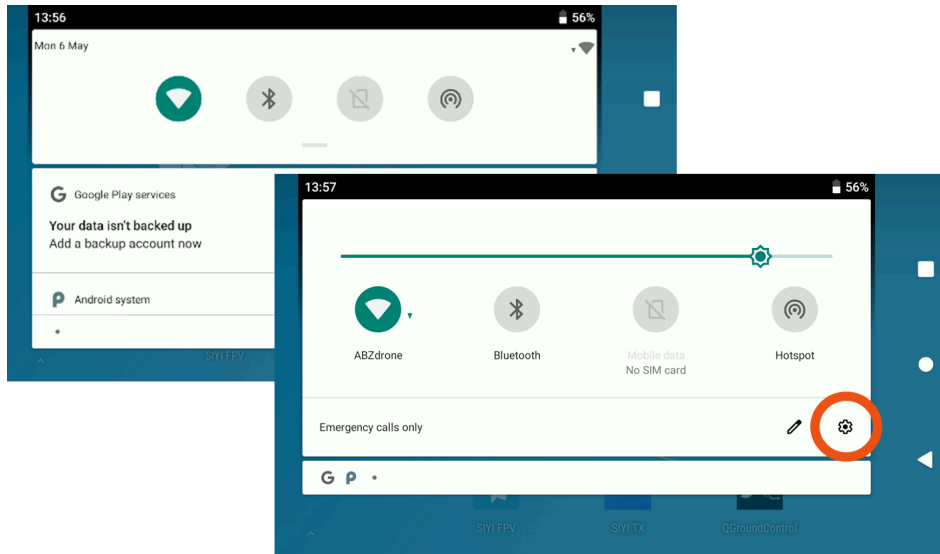 13:56
56%
Mon 6 May
Google Play services
Your data isn't backed up
Add a backup account now
Android system
SIYI FPV
13:57
56%
ABZdrone
Bluetooth
Mobile data
Hotspot
No SIM card
Emergency calls only
SIYI FPV
SIYI TX
QGroundControl